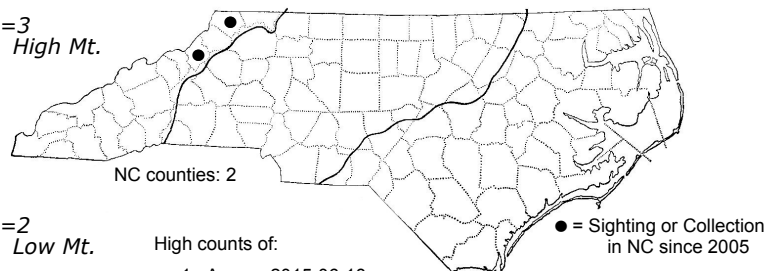 =3
High Mt.
NC counties: 2
=2
Low Mt.
High counts of:
● = Sighting or Collection
in NC since 2005